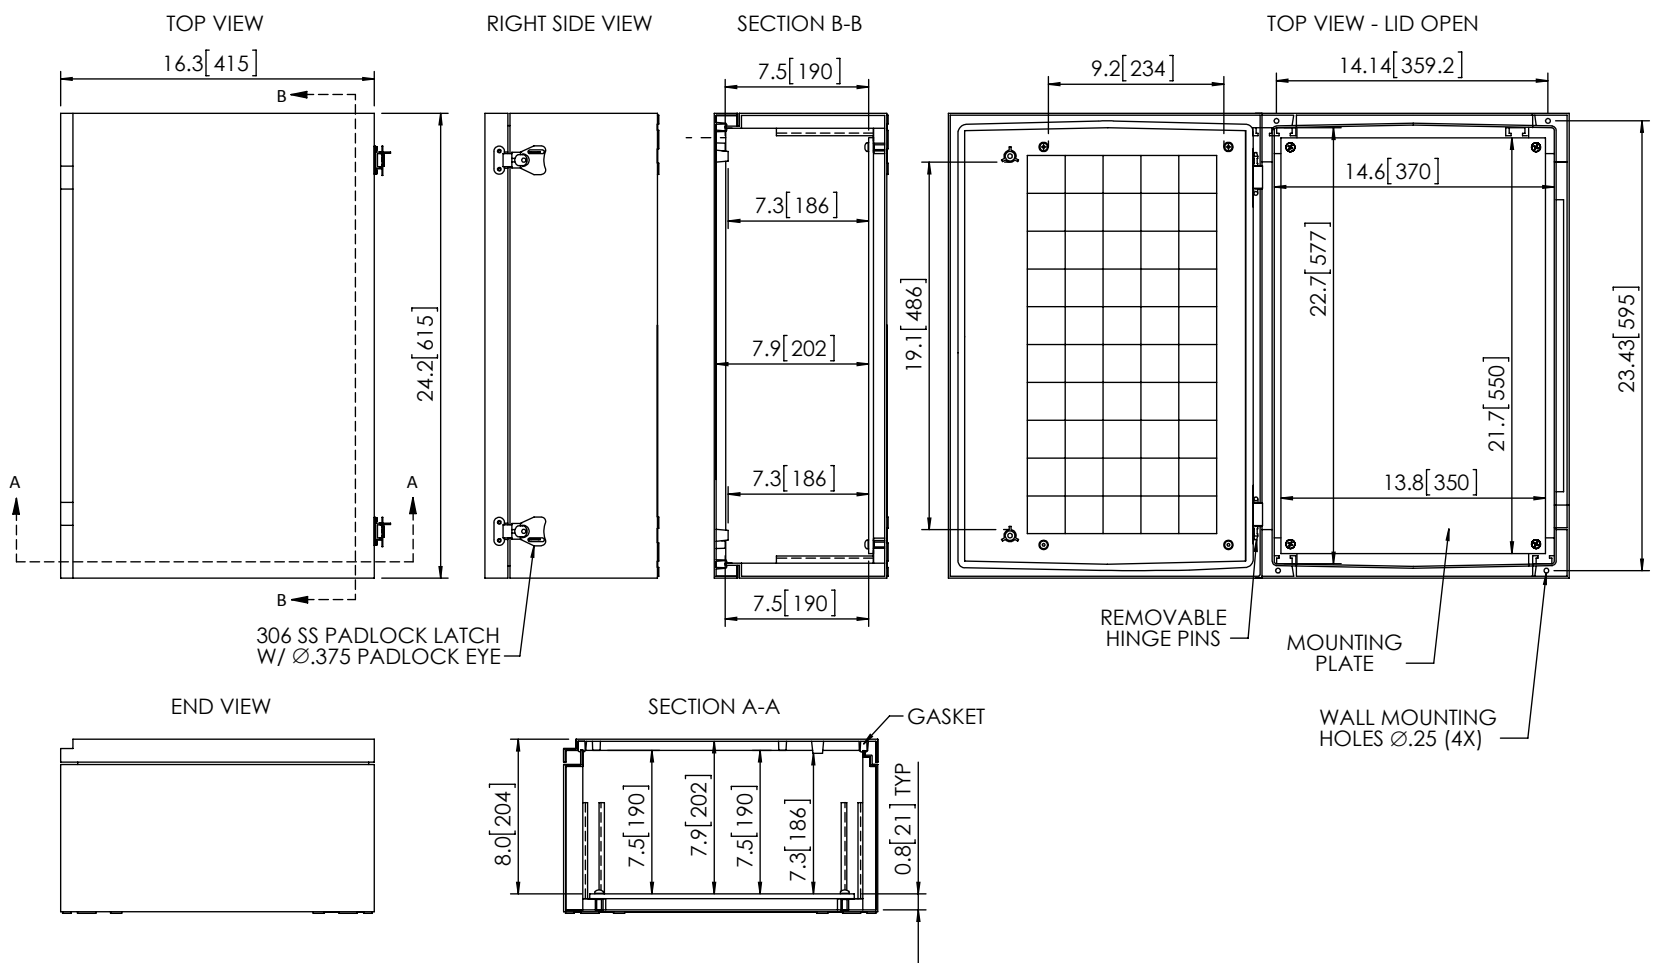 TOP VIEW
RIGHT SIDE VIEW
SECTION B-B
TOP VIEW - LID OPEN
16.3[415]
7.5[190]
9.2[234]
14.14[359.2]
B
14.6[370]
7.3[186]
22.7[577]
19.1[486]
23.43[595]
24.2[615]
7.9[202]
21.7[550]
A
A
7.3[186]
13.8[350]
B
7.5[190]
306 SS PADLOCK LATCH
W/ Ø.375 PADLOCK EYE
REMOVABLE
HINGE PINS
MOUNTING
PLATE
WALL MOUNTING
HOLES Ø.25 (4X)
END VIEW
SECTION A-A
GASKET
8.0[204]
7.5[190]
7.9[202]
7.5[190]
7.3[186]
0.8[21] TYP